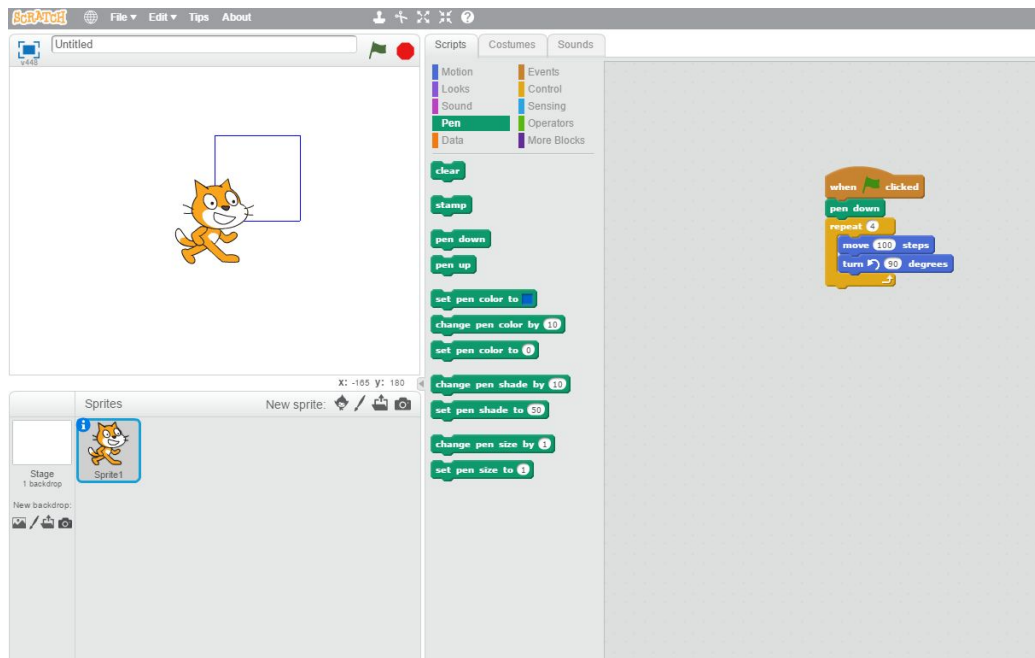 SCRATCH File Edit Tips About
Untitled
v448
X: -165 y: 180
Sprites New sprite:
Stage
1 backdrop
Sprite1
New backdrop:
Scripts Costumes Sounds
Motion Events
Looks Control
Sound Sensing
Pen Operators
Data More Blocks
clear
stamp
pen down
pen up
set pen color to
change pen color by 10
set pen color to 0
change pen shade by 10
set pen shade to 50
change pen size by 1
set pen size to 1
when clicked
pen down
repeat 4
move 100 steps
turn 90 degrees